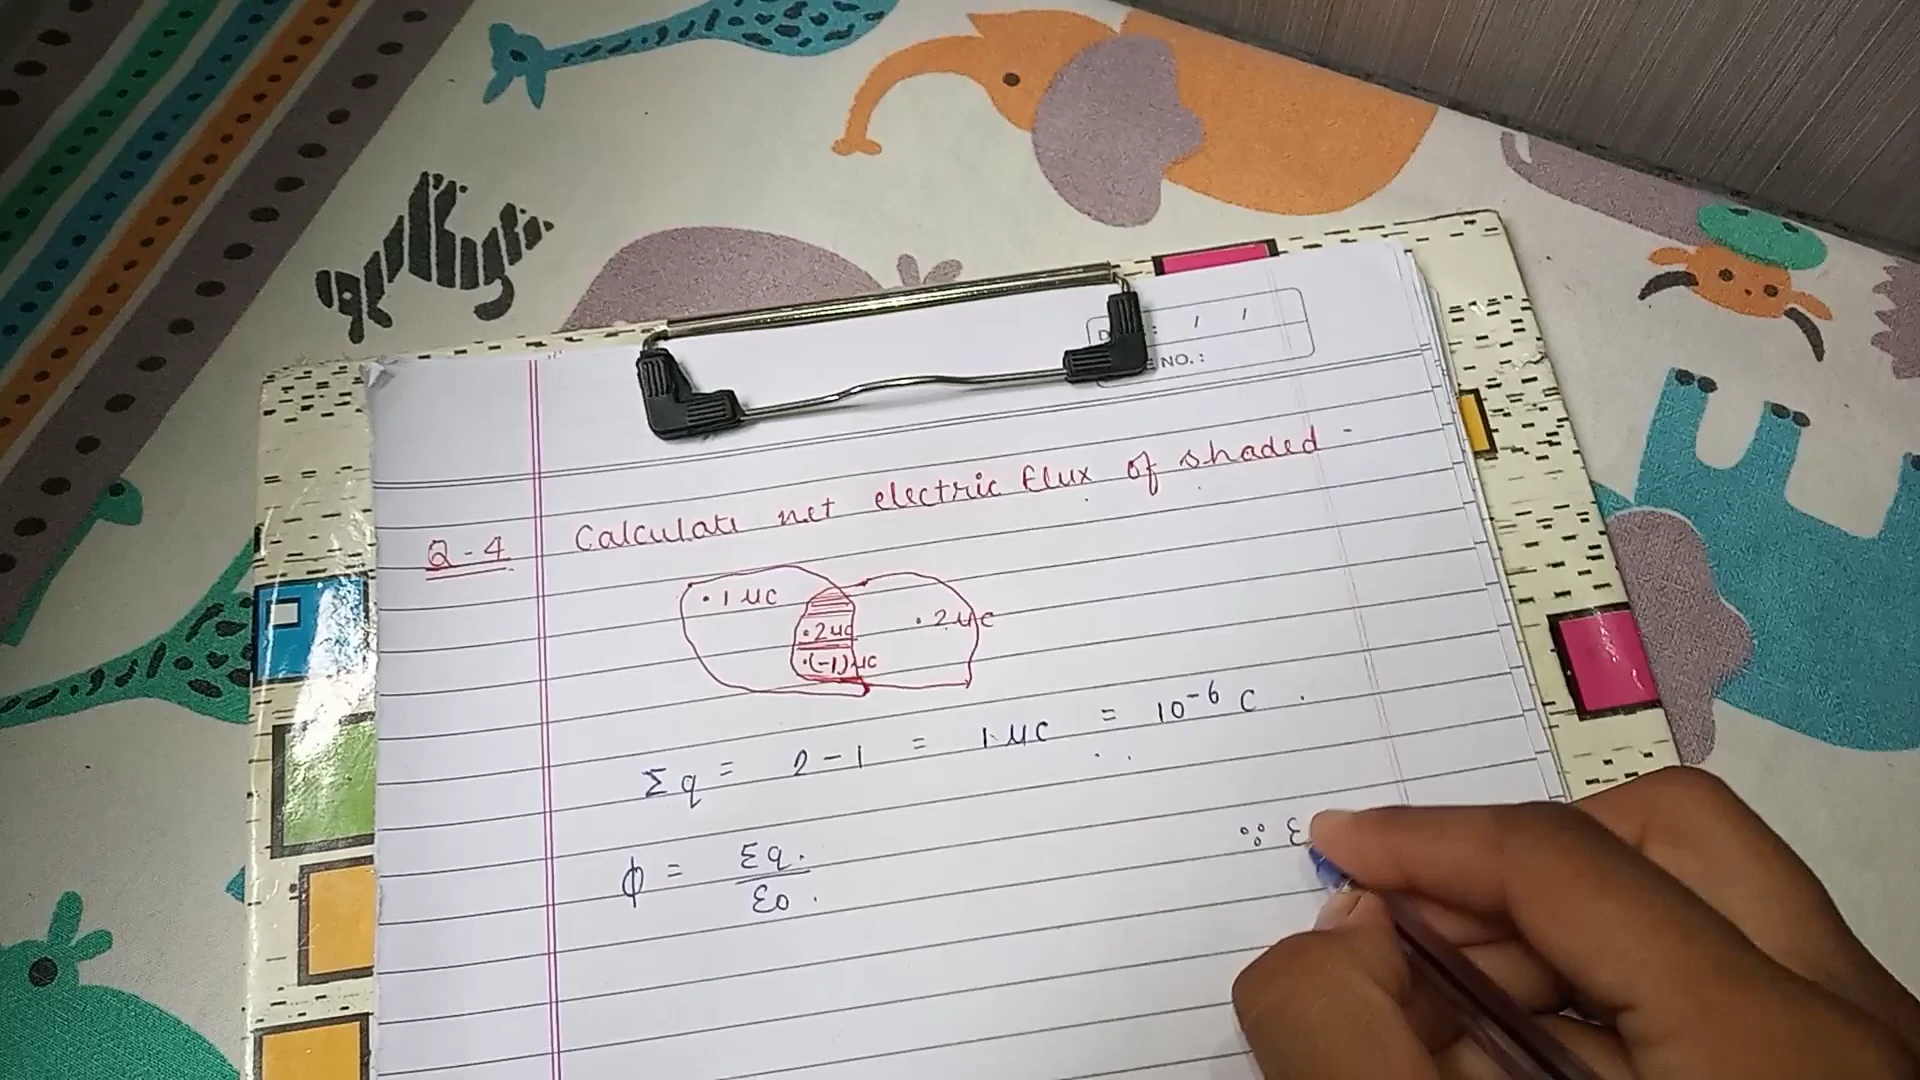 / /
NO. :
Q-4 Calculate net electric flux of shaded -
. 1 μC
. 2 μC
. 2 μC
. (-1) μC
Σq = 2 - 1 = 1 μC = 10⁻⁶ C .
∵ ε
ϕ = Σq. / ε0.